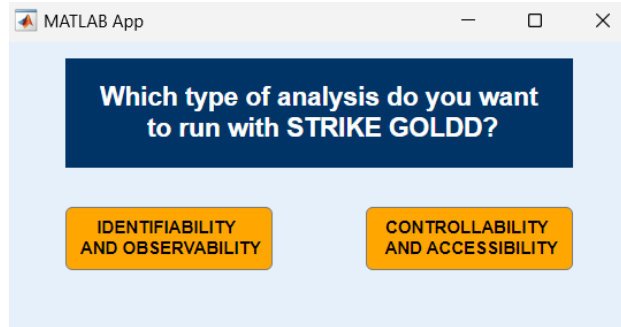 MATLAB App
Which type of analysis do you want
to run with STRIKE GOLDD?
IDENTIFIABILITY
AND OBSERVABILITY
CONTROLLABILITY
AND ACCESSIBILITY